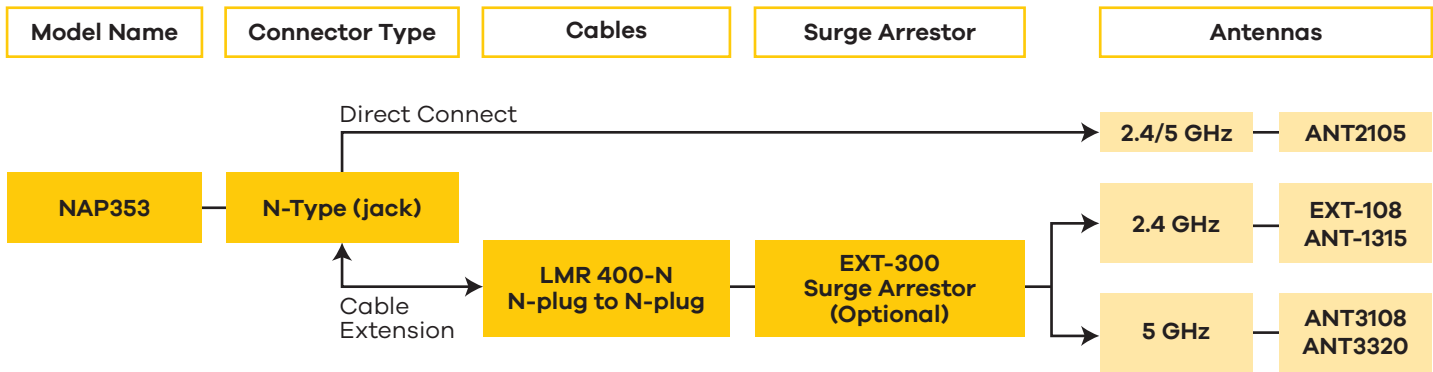 Model Name
Connector Type
Cables
Surge Arrestor
Antennas
Direct Connect
2.4/5 GHz
ANT2105
NAP353
N-Type (jack)
2.4 GHz
EXT-108
ANT-1315
LMR 400-N
N-plug to N-plug
EXT-300
Surge Arrestor
(Optional)
Cable
Extension
5 GHz
ANT3108
ANT3320